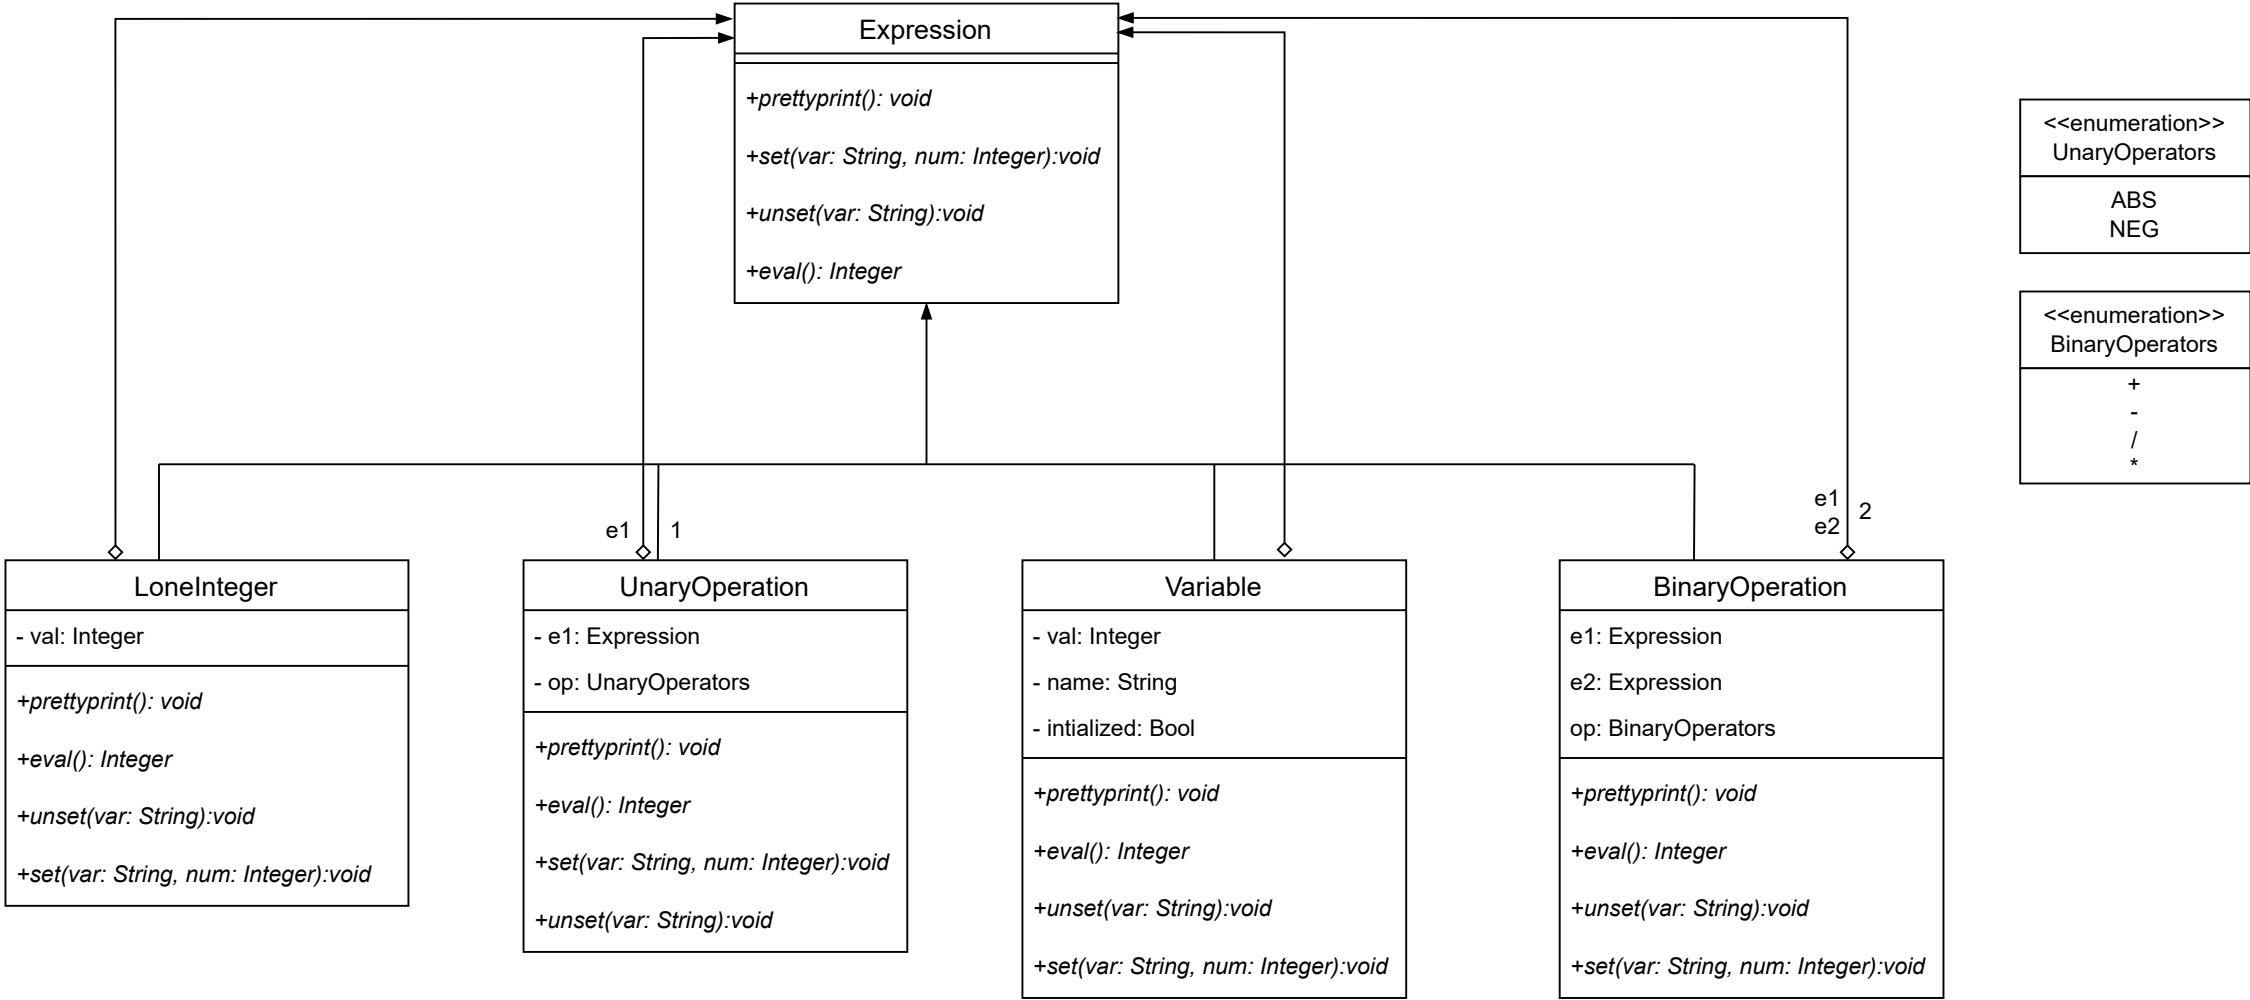 Expression
+prettyprint(): void
+set(var: String, num: Integer):void
+unset(var: String):void
+eval(): Integer
<<enumeration>>
UnaryOperators
ABS
NEG
<<enumeration>>
BinaryOperators
+
-
/
*
e1
1
e1
e2
2
LoneInteger
- val: Integer
+prettyprint(): void
+eval(): Integer
+unset(var: String):void
+set(var: String, num: Integer):void
UnaryOperation
- e1: Expression
- op: UnaryOperators
+prettyprint(): void
+eval(): Integer
+set(var: String, num: Integer):void
+unset(var: String):void
Variable
- val: Integer
- name: String
- intialized: Bool
+prettyprint(): void
+eval(): Integer
+unset(var: String):void
+set(var: String, num: Integer):void
BinaryOperation
e1: Expression
e2: Expression
op: BinaryOperators
+prettyprint(): void
+eval(): Integer
+unset(var: String):void
+set(var: String, num: Integer):void